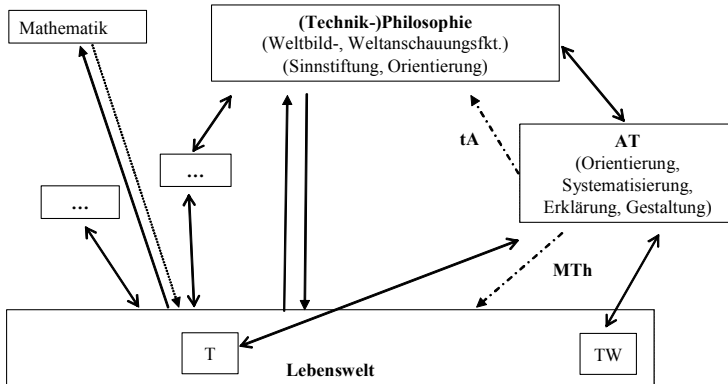 Mathematik
(Technik-)Philosophie
(Weltbild-, Weltanschauungsfkt.)
(Sinnstiftung, Orientierung)
tA
AT
(Orientierung,
Systematisierung,
Erklärung, Gestaltung)
...
...
MTh
T
TW
Lebenswelt